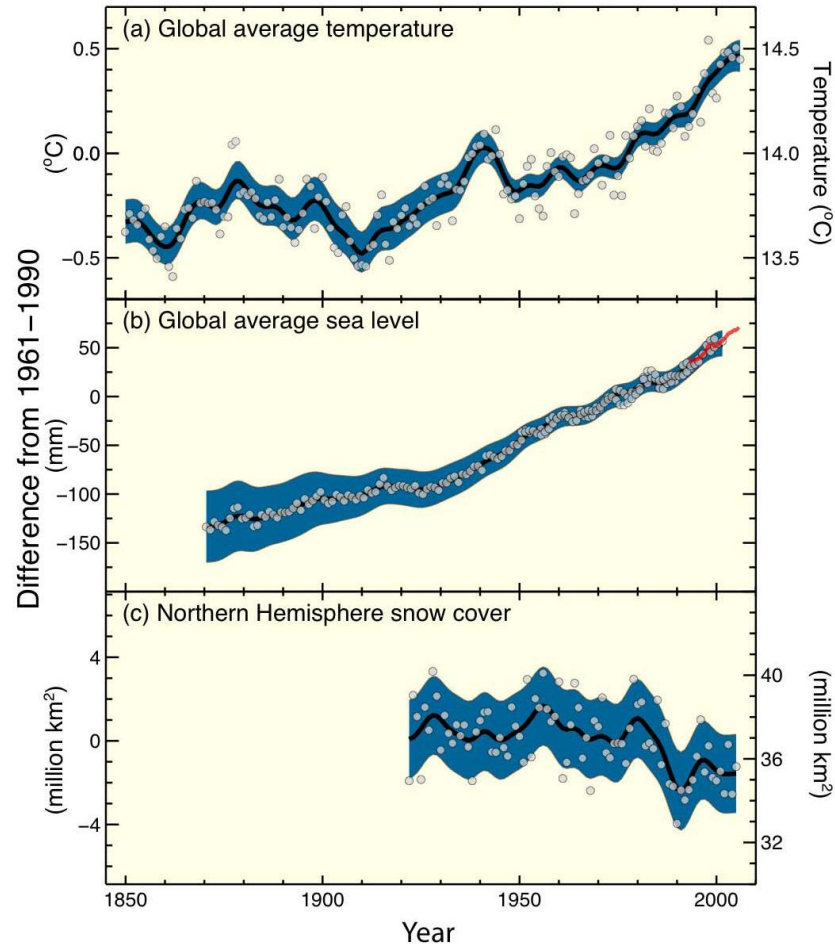 (a) Global average temperature
0.5
0.0
−0.5
(ºC)
14.5
14.0
13.5
Temperature (ºC)
Difference from 1961−1990
(b) Global average sea level
50
0
−50
−100
−150
(mm)
(c) Northern Hemisphere snow cover
4
0
−4
(million km²)
40
36
32
(million km²)
1850
1900
1950
2000
Year